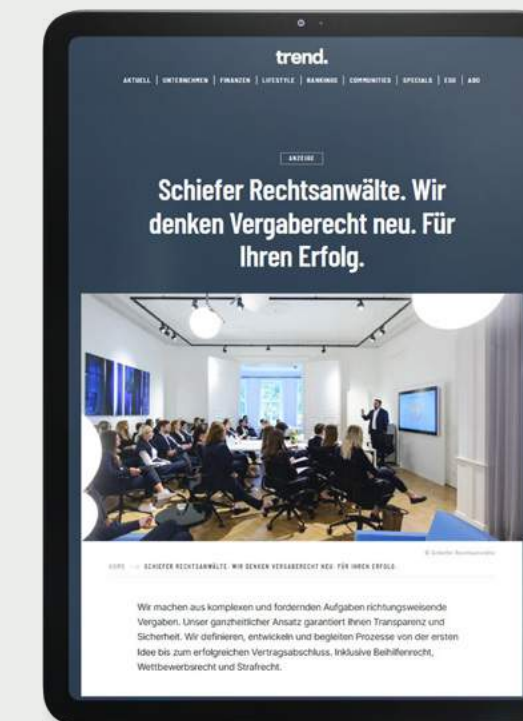 trend.
AKTUELL | UNTERNEHMEN | FINANZEN | LIFESTYLE | RANKINGS | COMMUNITIES | SPECIALS | ESG | ABO
ANZEIGE
Schiefer Rechtsanwälte. Wir
denken Vergaberecht neu. Für
Ihren Erfolg.
© Schiefer Rechtsanwälte
HOME SCHIEFER RECHTSANWÄLTE. WIR DENKEN VERGABERECHT NEU. FÜR IHREN ERFOLG.
Wir machen aus komplexen und fordernden Aufgaben richtungsweisende
Vergaben. Unser ganzheitlicher Ansatz garantiert Ihnen Transparenz und
Sicherheit. Wir definieren, entwickeln und begleiten Prozesse von der ersten
Idee bis zum erfolgreichen Vertragsabschluss. Inklusive Beihilfenrecht,
Wettbewerbsrecht und Strafrecht.